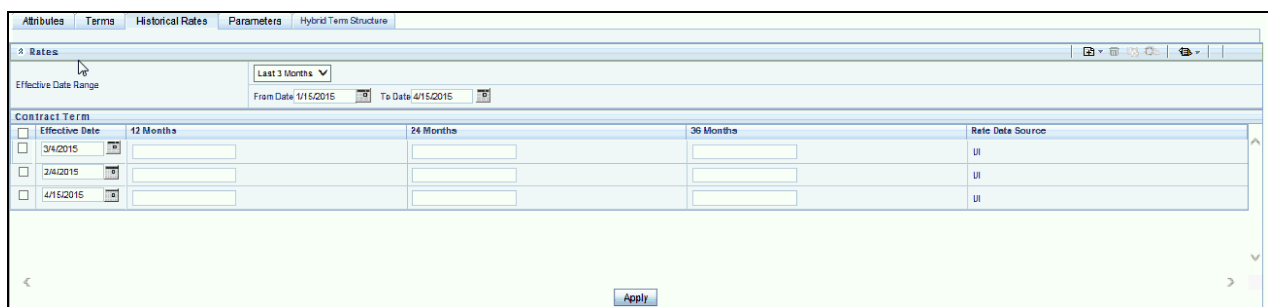 Attributes Terms Historical Rates Parameters Hybrid Term Structure
Rates
Effective Date Range
Last 3 Months
From Date 1/15/2015 To Date 4/15/2015
Contract Term
Effective Date 12 Months 24 Months 36 Months Rate Data Source
3/4/2015 UI
2/4/2015 UI
4/15/2015 UI
Apply